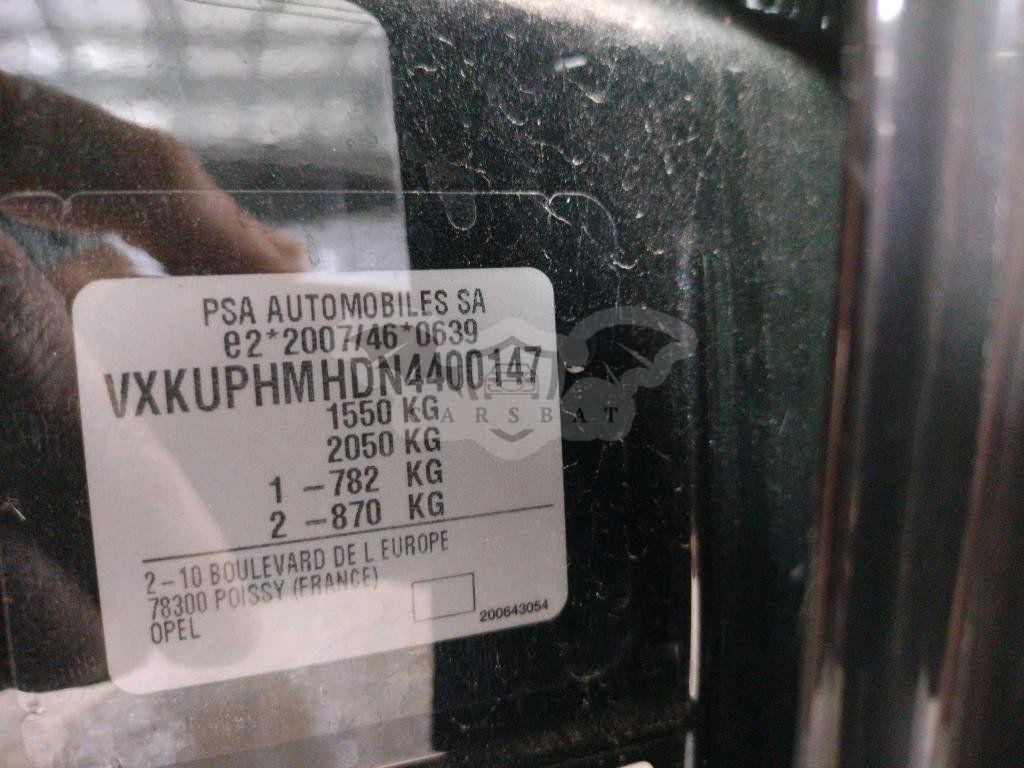 PSA AUTOMOBILES SA
e2*2007/46*0639
VXKUPHMHDN4400147
1550 KG
2050 KG
1 -782 KG
2 -870 KG
2-10 BOULEVARD DE L EUROPE
78300 POISSY (FRANCE)
OPEL
200643054
CARSBAT